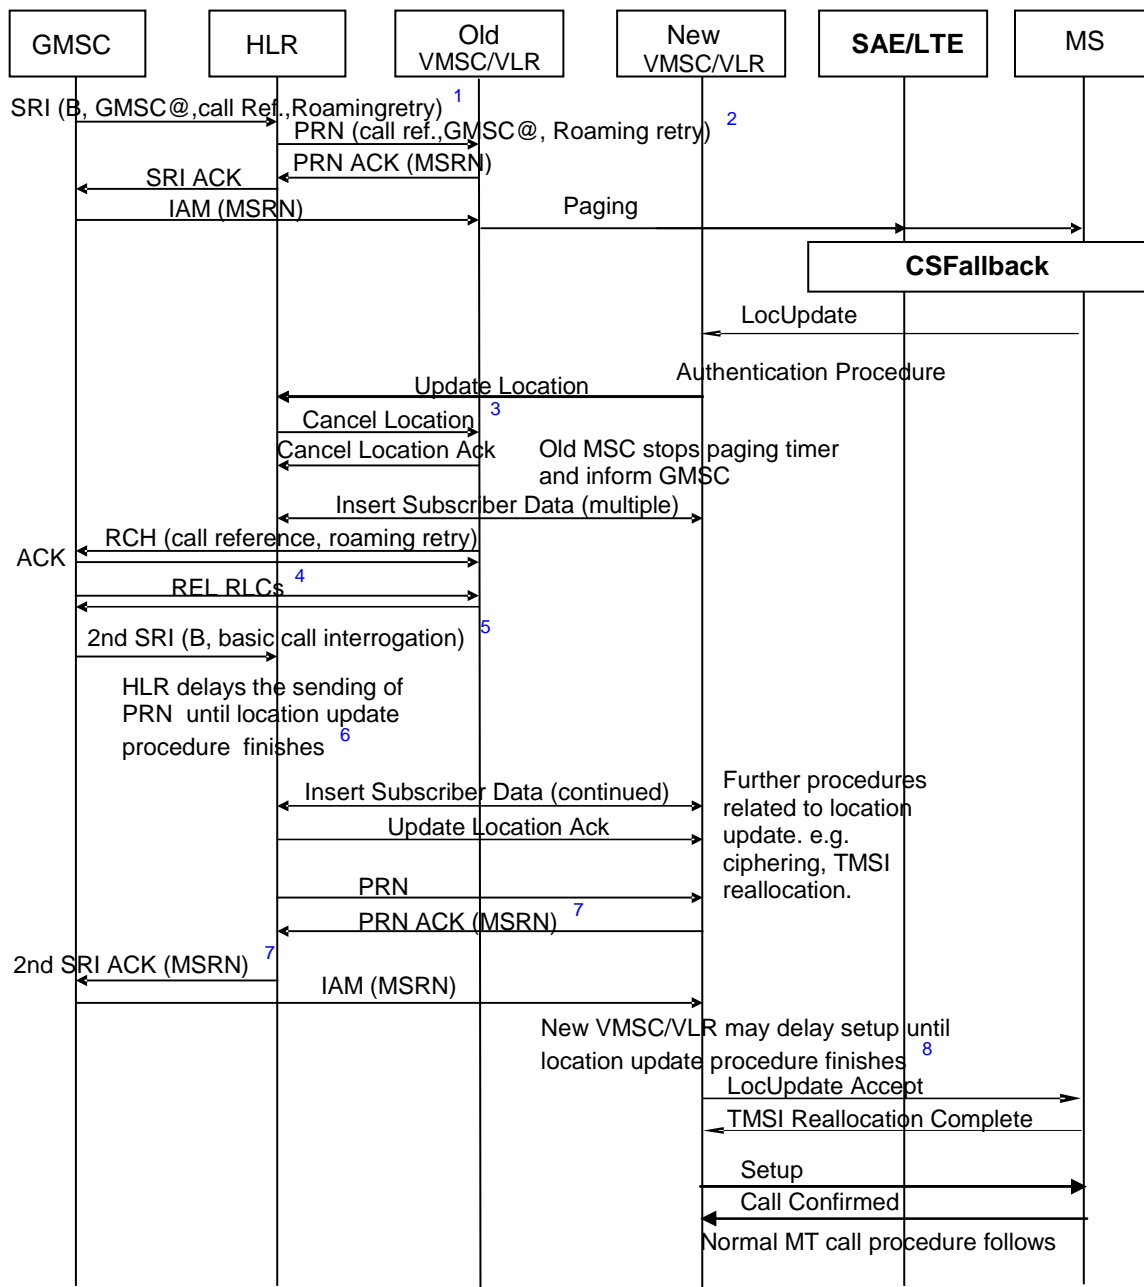 GMSC
HLR
Old
VMSC/VLR
New
VMSC/VLR
SAE/LTE
MS
SRI (B, GMSC@,call Ref.,Roamingretry) 1
PRN (call ref.,GMSC@, Roaming retry) 2
PRN ACK (MSRN)
SRI ACK
IAM (MSRN)
Paging
CSFallback
LocUpdate
Authentication Procedure
Update Location
Cancel Location 3
Cancel Location Ack
Old MSC stops paging timer
and inform GMSC
Insert Subscriber Data (multiple)
RCH (call reference, roaming retry)
ACK
REL RLCs 4
2nd SRI (B, basic call interrogation) 5
HLR delays the sending of
PRN until location update
procedure finishes 6
Insert Subscriber Data (continued)
Update Location Ack
Further procedures
related to location
update. e.g.
ciphering, TMSI
reallocation.
PRN
PRN ACK (MSRN) 7
2nd SRI ACK (MSRN) 7
IAM (MSRN)
New VMSC/VLR may delay setup until
location update procedure finishes 8
LocUpdate Accept
TMSI Reallocation Complete
Setup
Call Confirmed
Normal MT call procedure follows